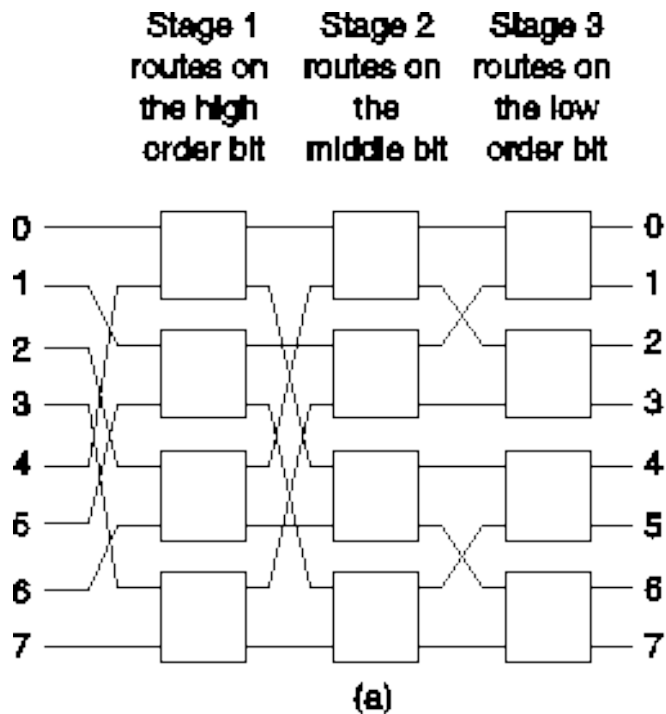 Stage 1 Stage 2 Stage 3
routes on routes on routes on
the high the the low
order bit middle bit order bit
0 0
1 1
2 2
3 3
4 4
5 5
6 6
7 7
(a)